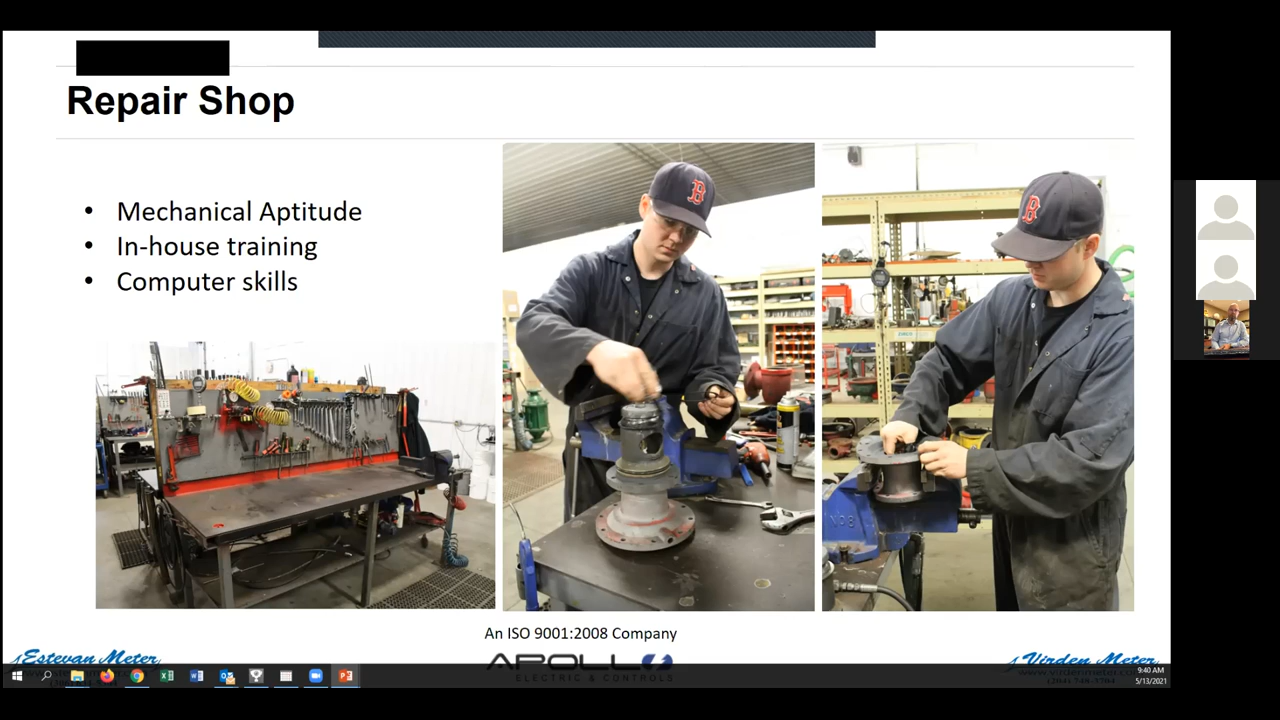 Repair Shop
• Mechanical Aptitude
• In-house training
• Computer skills
B
B
An ISO 9001:2008 Company
Estevan Meter
APOLLO
ELECTRIC & CONTROLS
Virden Meter
9:40 AM
5/13/2021